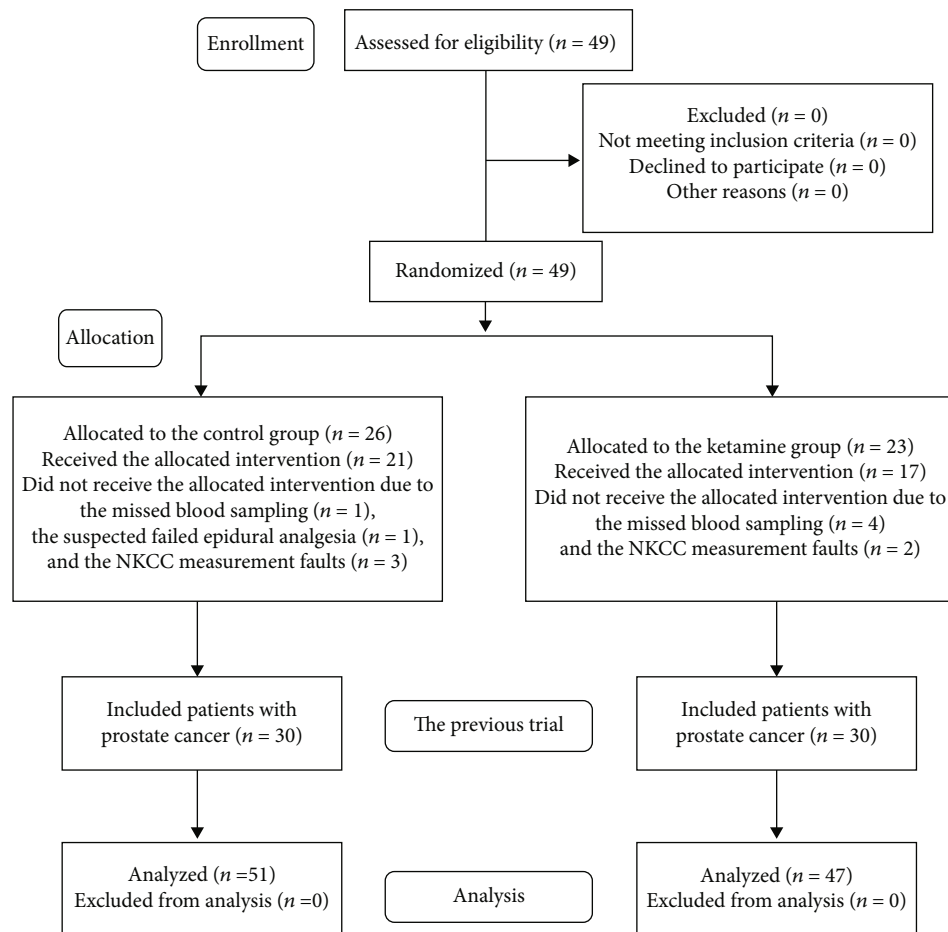 Enrollment
Assessed for eligibility (n = 49)
Excluded (n = 0)
Not meeting inclusion criteria (n = 0)
Declined to participate (n = 0)
Other reasons (n = 0)
Randomized (n = 49)
Allocation
Allocated to the control group (n = 26)
Received the allocated intervention (n = 21)
Did not receive the allocated intervention due to
the missed blood sampling (n = 1),
the suspected failed epidural analgesia (n = 1),
and the NKCC measurement faults (n = 3)
Allocated to the ketamine group (n = 23)
Received the allocated intervention (n = 17)
Did not receive the allocated intervention due to
the missed blood sampling (n = 4)
and the NKCC measurement faults (n = 2)
Included patients with
prostate cancer (n = 30)
The previous trial
Included patients with
prostate cancer (n = 30)
Analyzed (n =51)
Excluded from analysis (n =0)
Analysis
Analyzed (n = 47)
Excluded from analysis (n = 0)